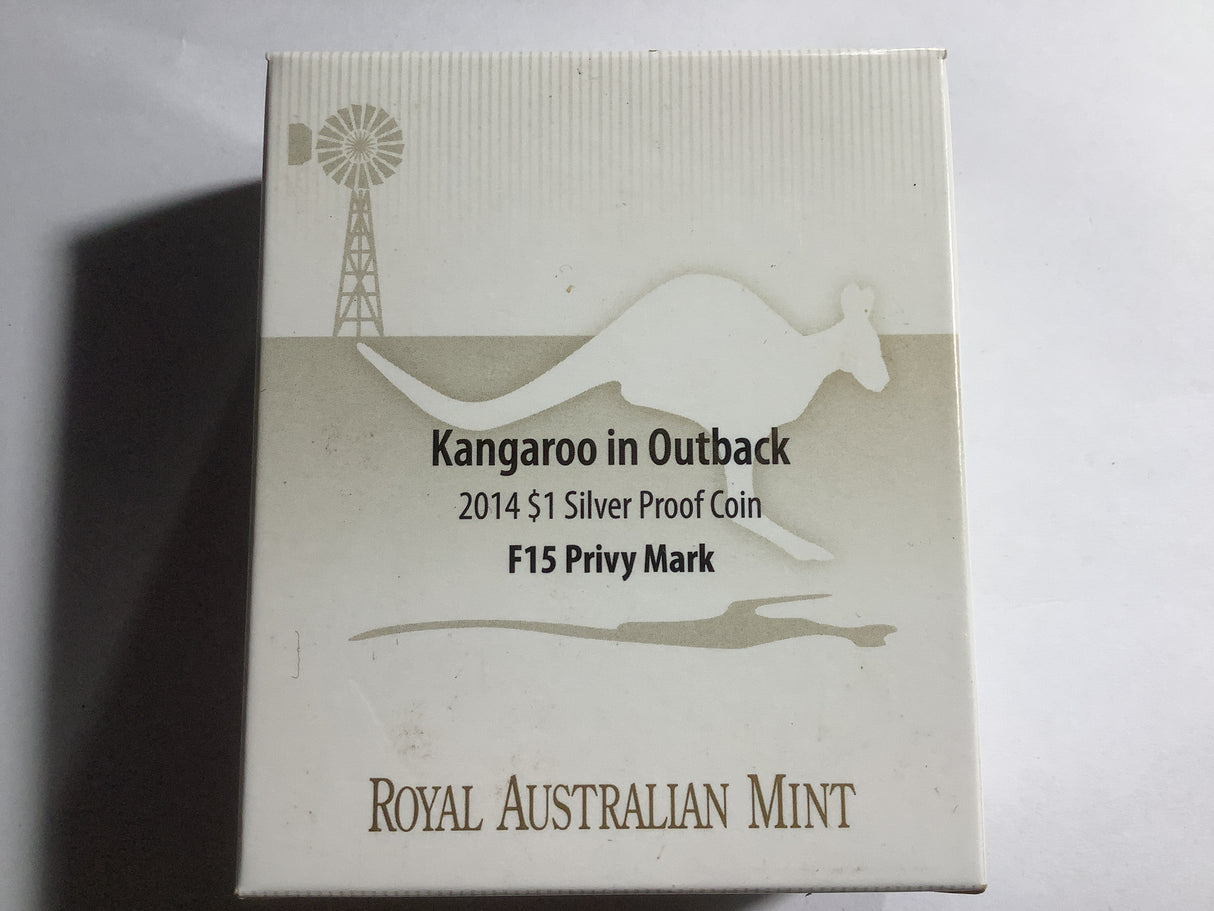 Kangaroo in Outback
2014 $1 Silver Proof Coin
F15 Privy Mark
ROYAL AUSTRALIAN MINT